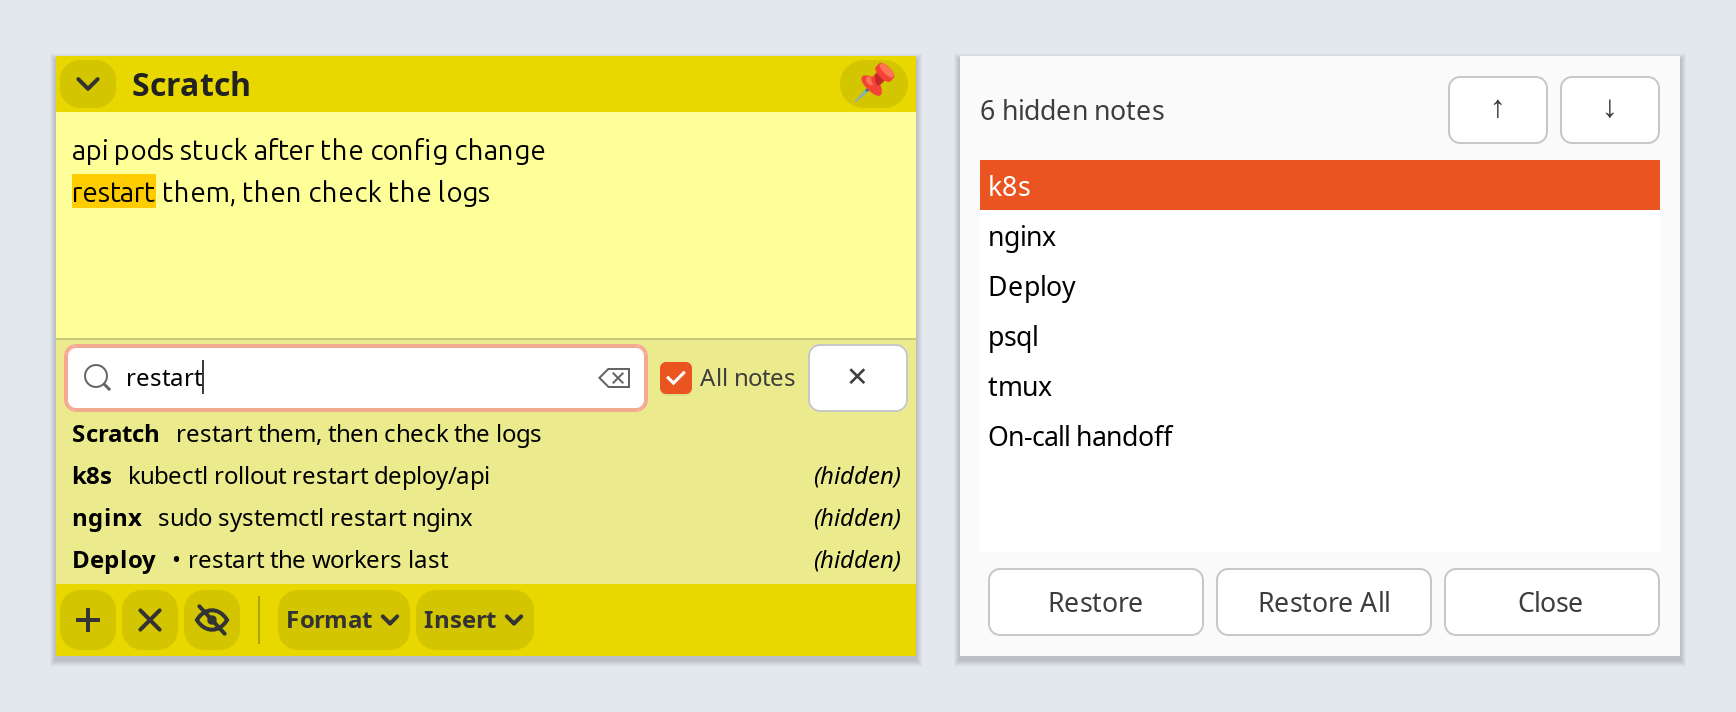 Scratch
api pods stuck after the config change
restart them, then check the logs
restart
All notes
Scratch restart them, then check the logs
k8s kubectl rollout restart deploy/api (hidden)
nginx sudo systemctl restart nginx (hidden)
Deploy • restart the workers last (hidden)
Format
Insert
6 hidden notes
↑ ↓
k8s
nginx
Deploy
psql
tmux
On-call handoff
Restore
Restore All
Close